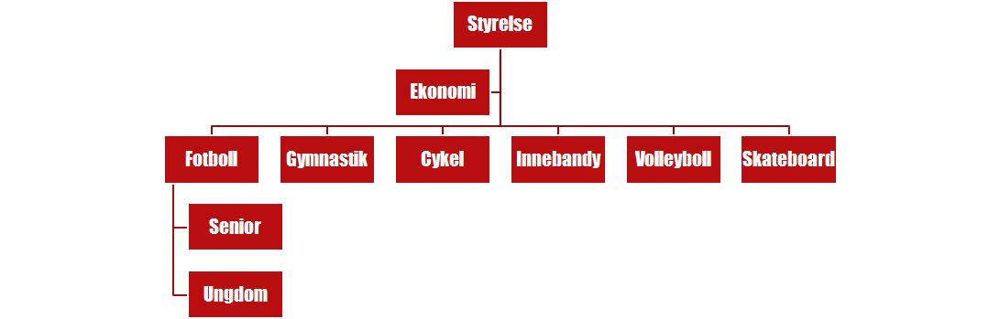 Styrelse
Ekonomi
Fotboll
Gymnastik
Cykel
Innebandy
Volleyboll
Skateboard
Senior
Ungdom